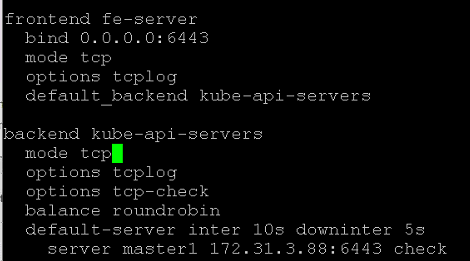 frontend fe-server
bind 0.0.0.0:6443
mode tcp
options tcplog
default_backend kube-api-servers
backend kube-api-servers
mode tcp
options tcplog
options tcp-check
balance roundrobin
default-server inter 10s downinter 5s
server master1 172.31.3.88:6443 check